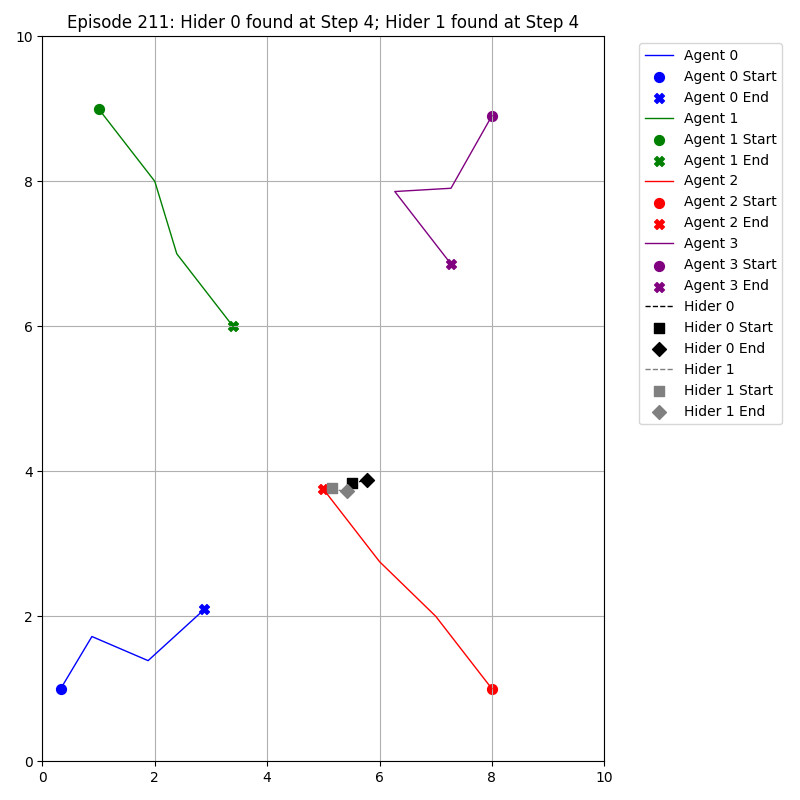 Episode 211: Hider 0 found at Step 4; Hider 1 found at Step 4
10
8
6
4
2
0
0 2 4 6 8 10
Agent 0
Agent 0 Start
Agent 0 End
Agent 1
Agent 1 Start
Agent 1 End
Agent 2
Agent 2 Start
Agent 2 End
Agent 3
Agent 3 Start
Agent 3 End
Hider 0
Hider 0 Start
Hider 0 End
Hider 1
Hider 1 Start
Hider 1 End